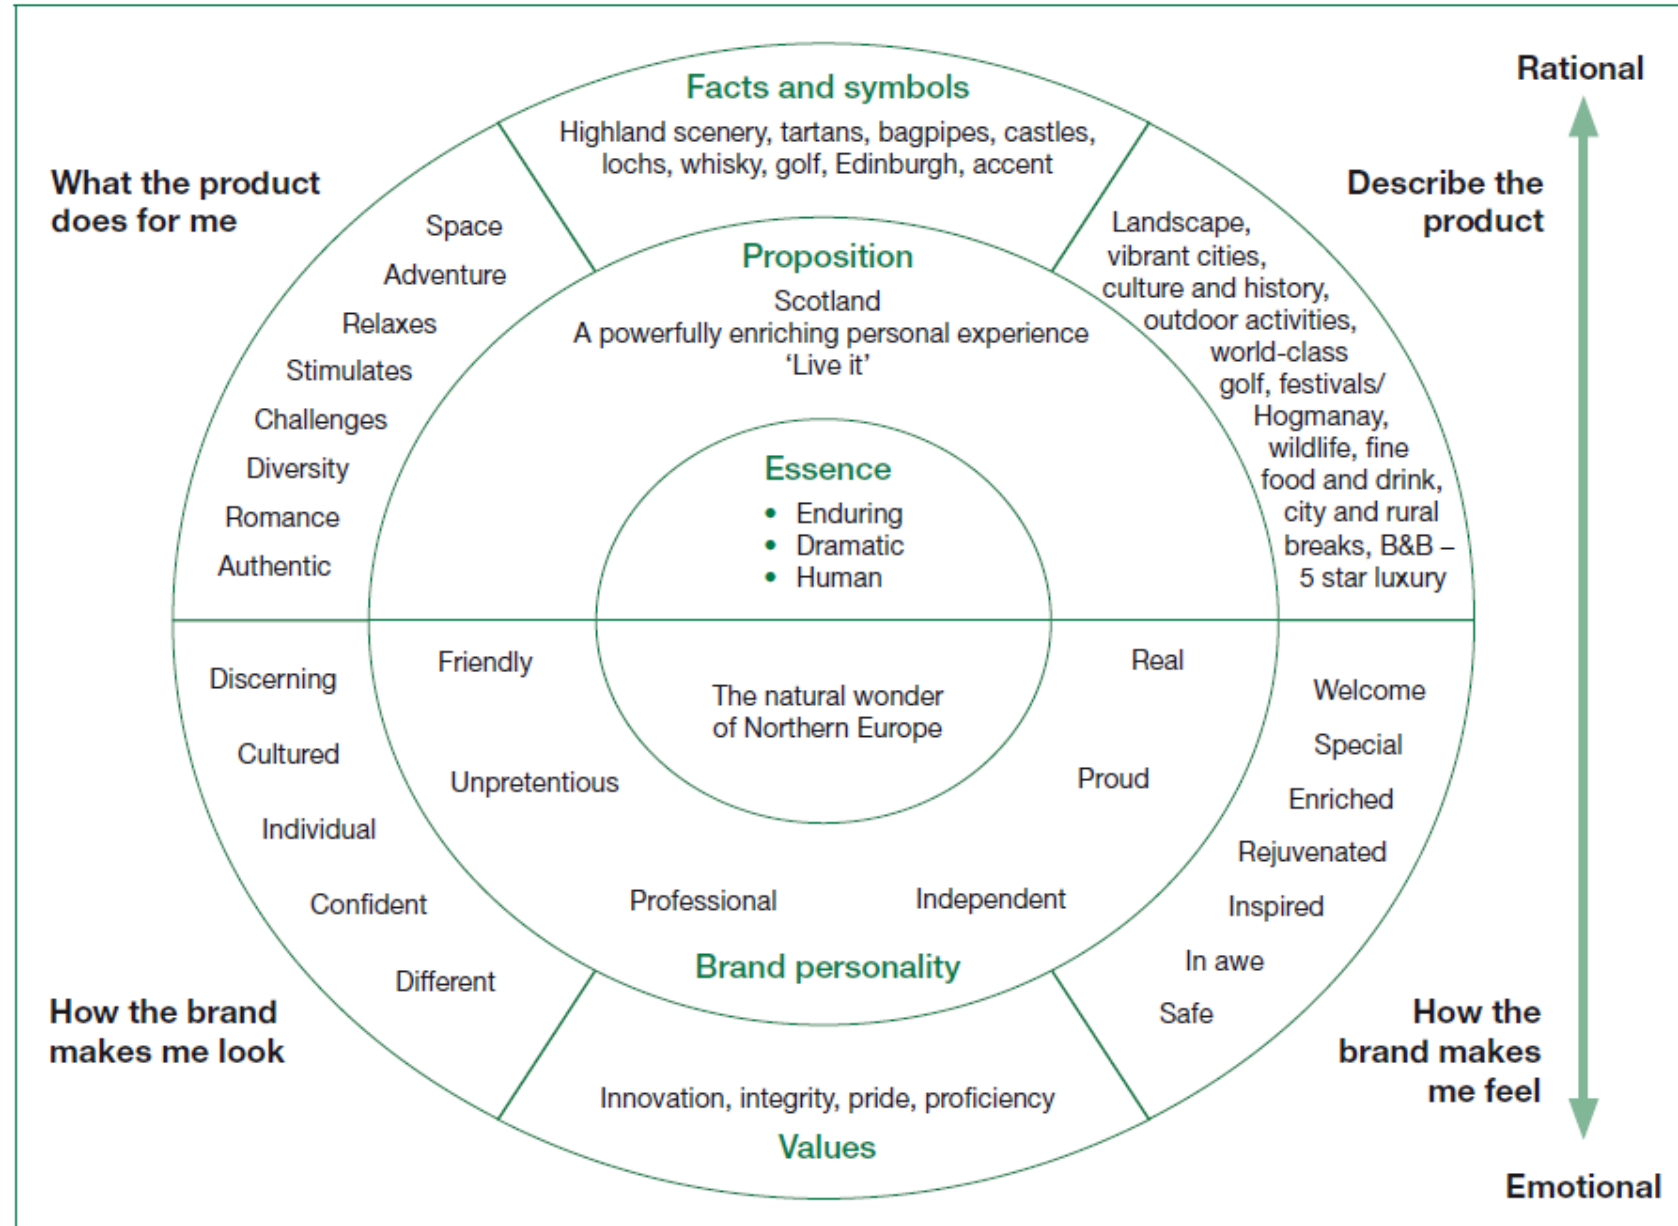 Rational
Facts and symbols
Highland scenery, tartans, bagpipes, castles,
lochs, whisky, golf, Edinburgh, accent
What the product
does for me
Describe the
product
Space
Adventure
Relaxes
Stimulates
Challenges
Diversity
Romance
Authentic
Proposition
Scotland
A powerfully enriching personal experience
‘Live it’
Landscape,
vibrant cities,
culture and history,
outdoor activities,
world-class
golf, festivals/
Hogmanay,
wildlife, fine
food and drink,
city and rural
breaks, B&B –
5 star luxury
Essence
• Enduring
• Dramatic
• Human
The natural wonder
of Northern Europe
Discerning
Cultured
Individual
Confident
Different
Friendly
Unpretentious
Professional
Independent
Proud
Real
Brand personality
Welcome
Special
Enriched
Rejuvenated
Inspired
In awe
Safe
How the brand
makes me look
How the
brand makes
me feel
Innovation, integrity, pride, proficiency
Values
Emotional